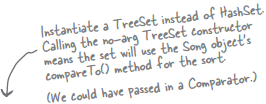 Instantiate a TreeSet instead of HashSet.
Calling the no-arg TreeSet constructor
means the set will use the Song object's
compareTo() method for the sort.
(We could have passed in a Comparator.)